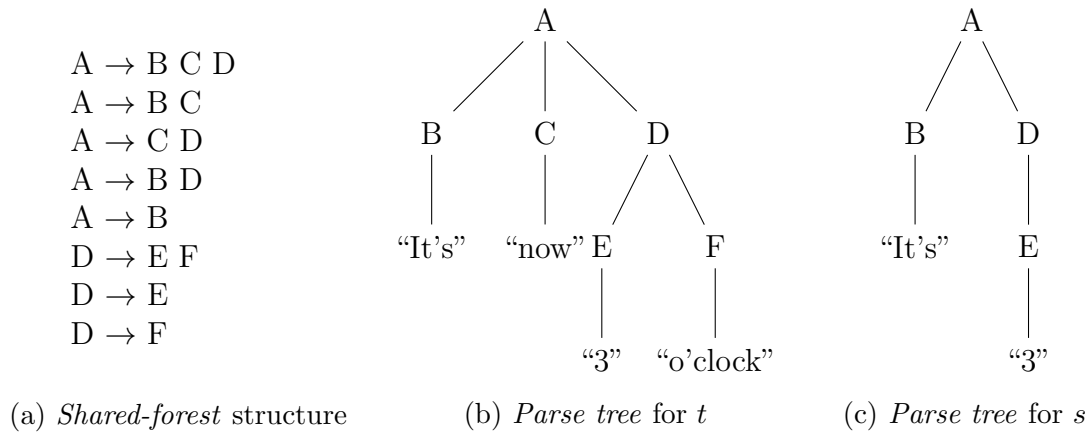 A → B C D
A → B C
A → C D
A → B D
A → B
D → E F
D → E
D → F
(a) Shared-forest structure
A
B C D
“It's” “now” E F
“3” “o'clock”
(b) Parse tree for t
A
B D
“It's” E
“3”
(c) Parse tree for s